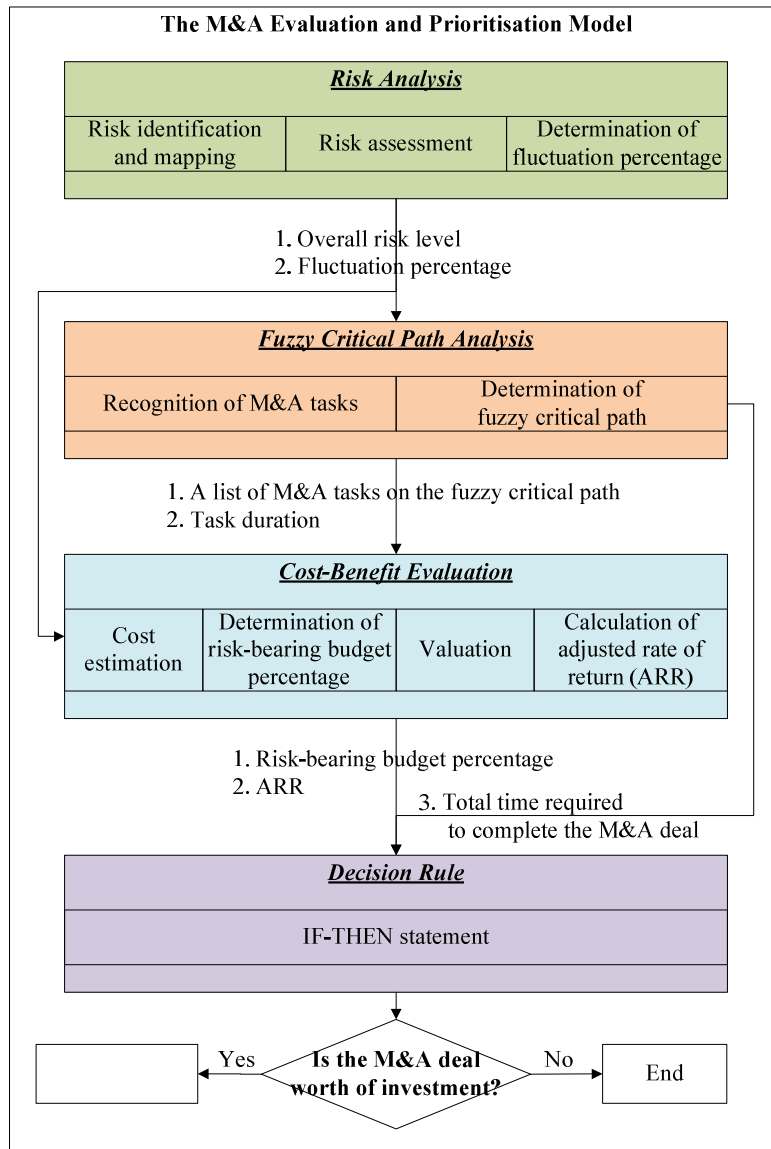 The M&A Evaluation and Prioritisation Model
Risk Analysis
Risk identification
and mapping
Risk assessment
Determination of
fluctuation percentage
1. Overall risk level
2. Fluctuation percentage
Fuzzy Critical Path Analysis
Recognition of M&A tasks
Determination of
fuzzy critical path
1. A list of M&A tasks on the fuzzy critical path
2. Task duration
Cost-Benefit Evaluation
Cost
estimation
Determination of
risk-bearing budget
percentage
Valuation
Calculation of
adjusted rate of
return (ARR)
1. Risk-bearing budget percentage
2. ARR
3. Total time required
to complete the M&A deal
Decision Rule
IF-THEN statement
Is the M&A deal
worth of investment?
Yes
No
End